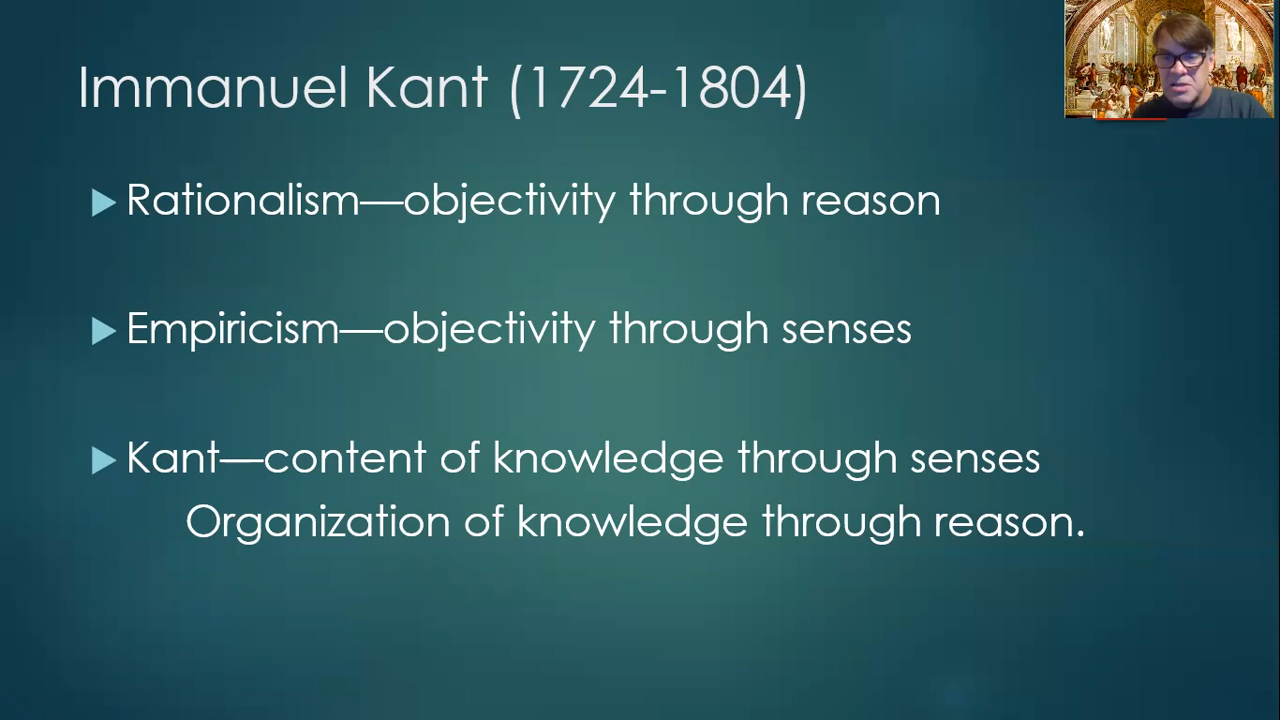 Immanuel Kant (1724-1804)
Rationalism—objectivity through reason
Empiricism—objectivity through senses
Kant—content of knowledge through senses
Organization of knowledge through reason.